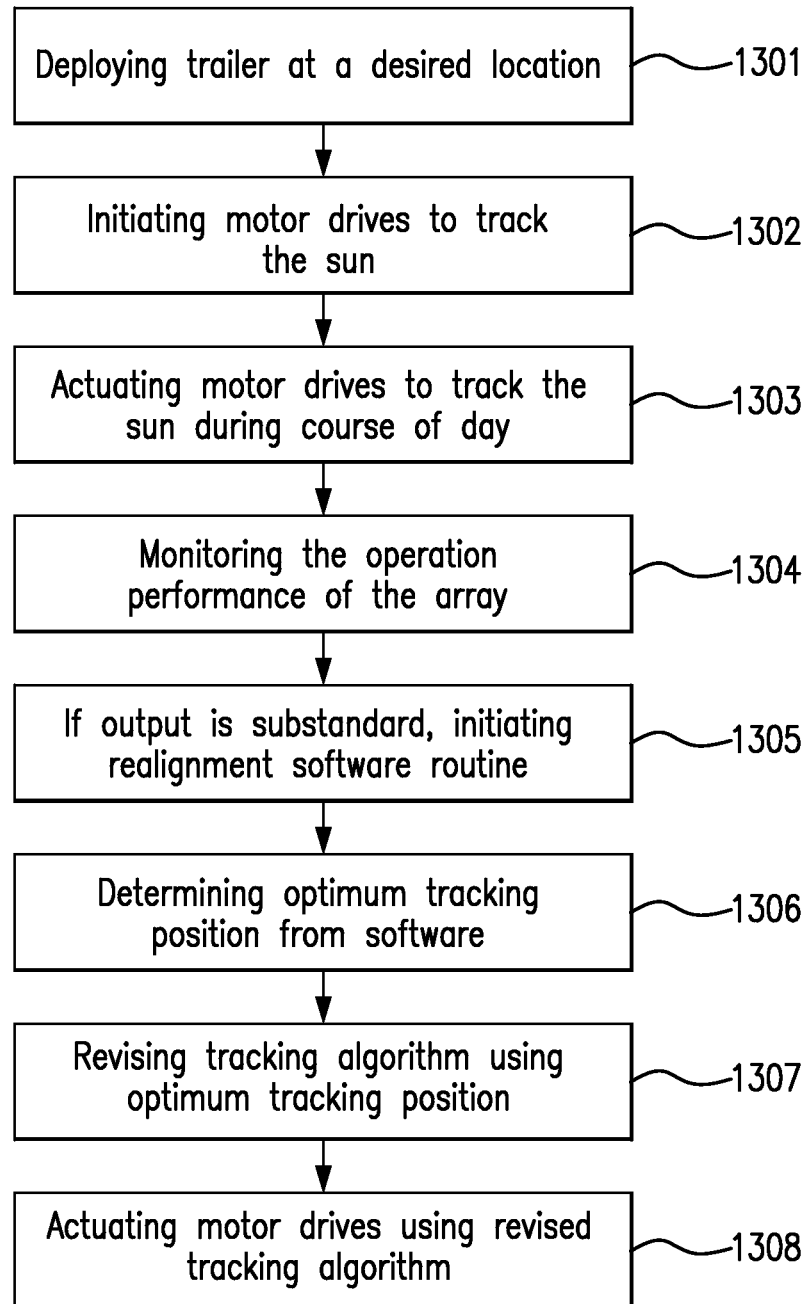 Deploying trailer at a desired location
1301
Initiating motor drives to track
the sun
1302
Actuating motor drives to track the
sun during course of day
1303
Monitoring the operation
performance of the array
1304
If output is substandard, initiating
realignment software routine
1305
Determining optimum tracking
position from software
1306
Revising tracking algorithm using
optimum tracking position
1307
Actuating motor drives using revised
tracking algorithm
1308